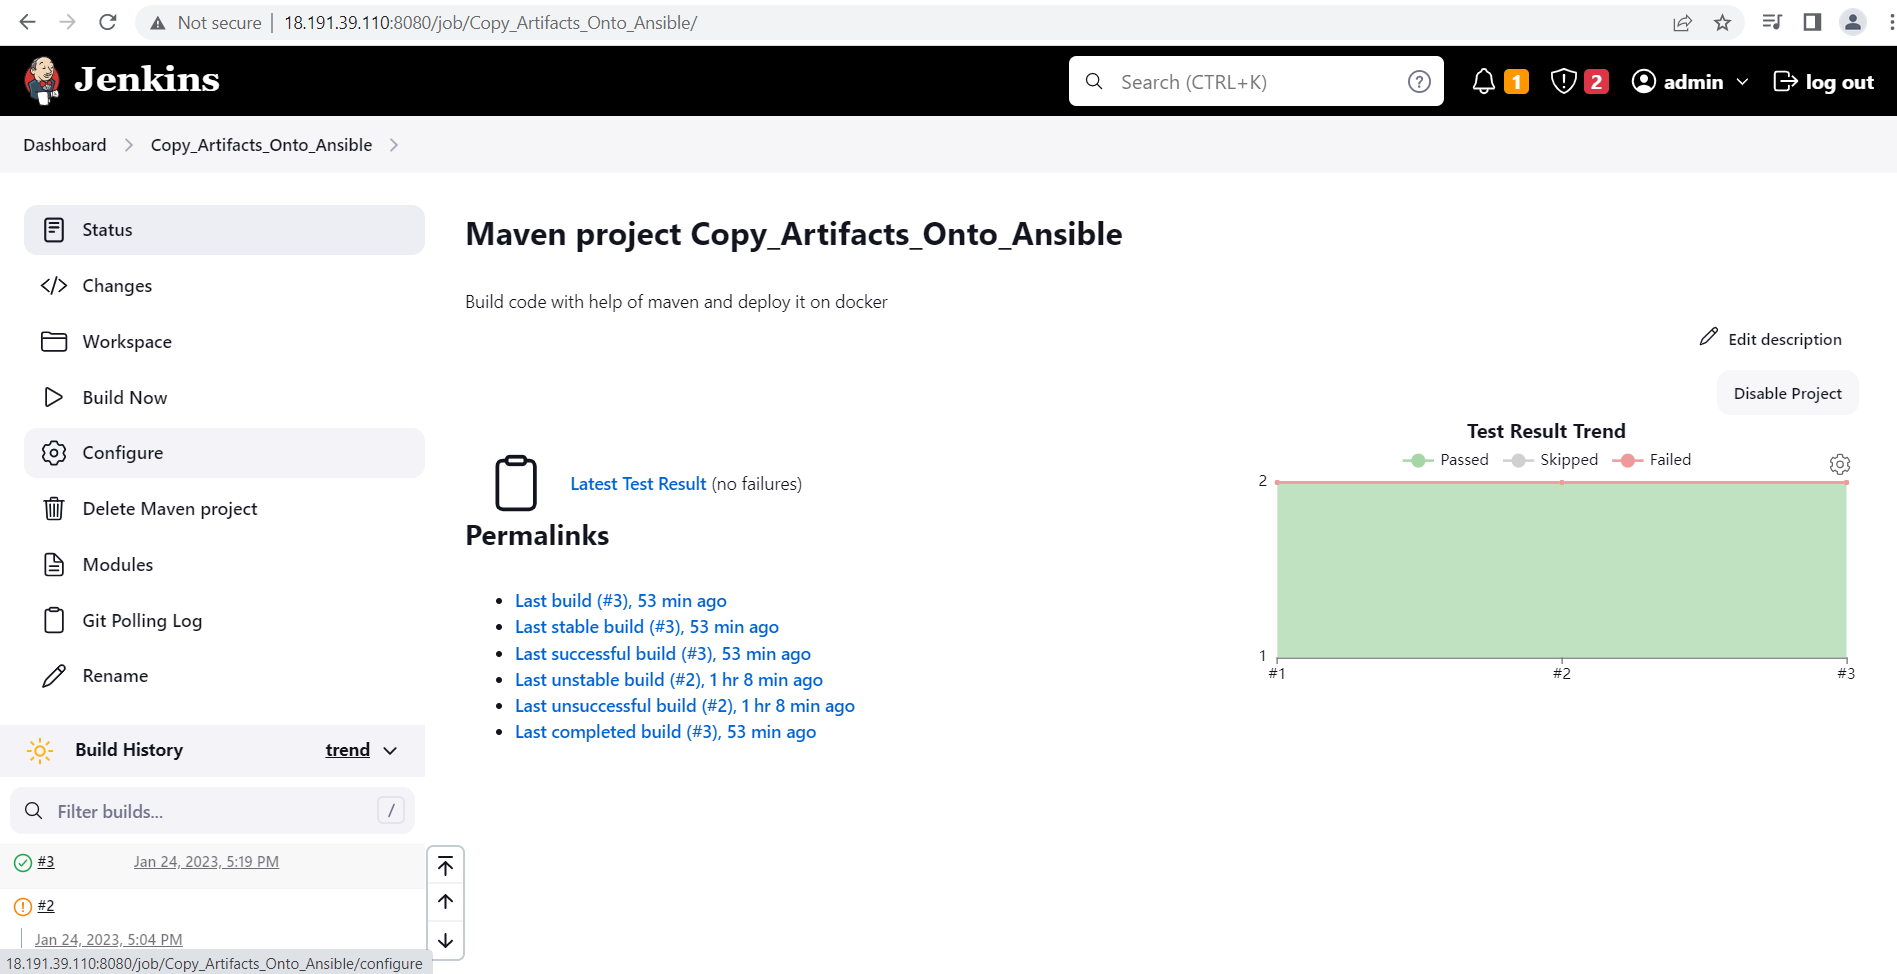 Not secure | 18.191.39.110:8080/job/Copy_Artifacts_Onto_Ansible/
Jenkins
Search (CTRL+K)
?
1
2
admin
log out
Dashboard
Copy_Artifacts_Onto_Ansible
Status
Changes
Workspace
Build Now
Configure
Delete Maven project
Modules
Git Polling Log
Rename
Build History
trend
Filter builds...
/
#3
Jan 24, 2023, 5:19 PM
#2
Jan 24, 2023, 5:04 PM
18.191.39.110:8080/job/Copy_Artifacts_Onto_Ansible/configure
Maven project Copy_Artifacts_Onto_Ansible
Build code with help of maven and deploy it on docker
Edit description
Disable Project
Latest Test Result (no failures)
Permalinks
Last build (#3), 53 min ago
Last stable build (#3), 53 min ago
Last successful build (#3), 53 min ago
Last unstable build (#2), 1 hr 8 min ago
Last unsuccessful build (#2), 1 hr 8 min ago
Last completed build (#3), 53 min ago
Test Result Trend
Passed Skipped Failed
2
1
#1 #2 #3